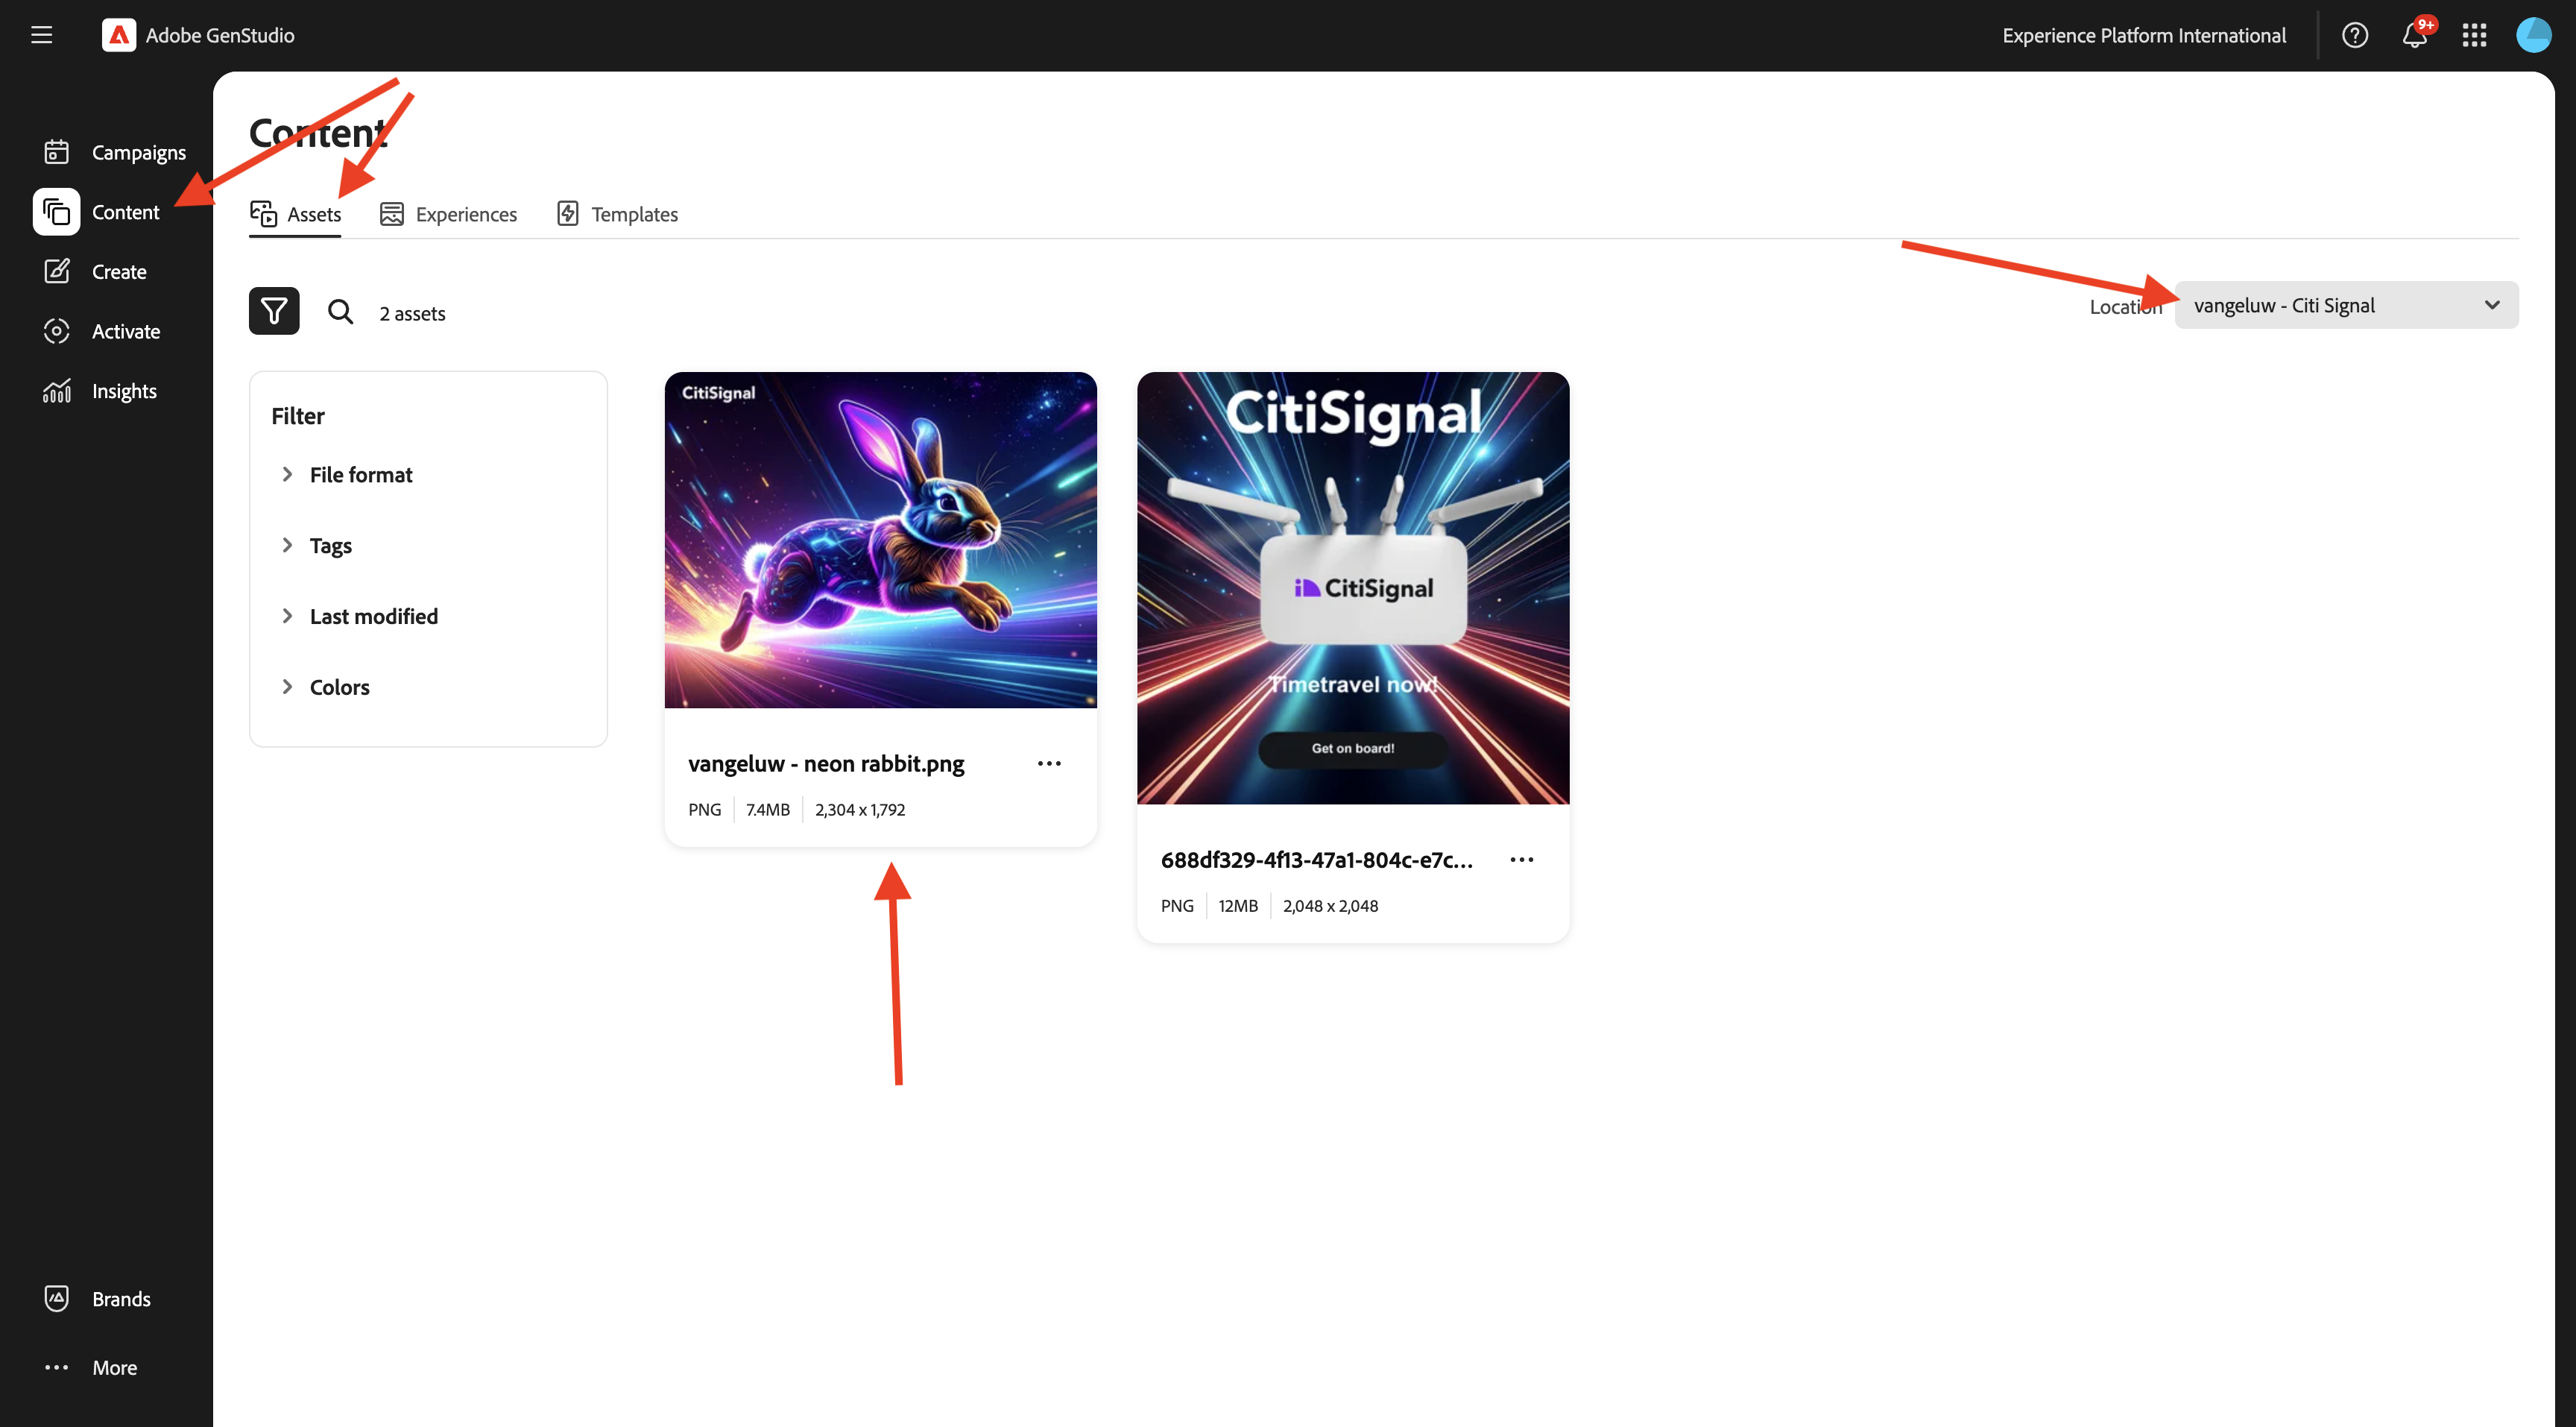 Adobe GenStudio
Experience Platform International
9+
Campaigns
Content
Create
Activate
Insights
Brands
More
Content
Assets
Experiences
Templates
2 assets
Location
vangeluw - Citi Signal
Filter
File format
Tags
Last modified
Colors
CitiSignal
vangeluw - neon rabbit.png
PNG 7.4MB 2,304 x 1,792
CitiSignal
CitiSignal
Timetravel now!
Get on board!
688df329-4f13-47a1-804c-e7c...
PNG 12MB 2,048 x 2,048